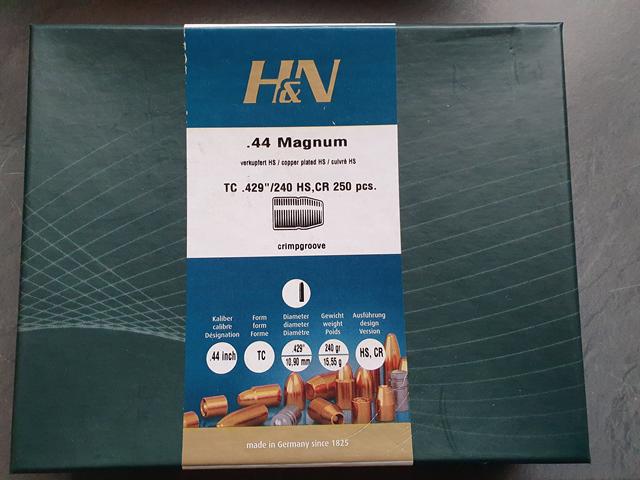 H&N
.44 Magnum
verkupfert HS / copper plated HS / cuivré HS
TC .429"/240 HS,CR 250 pcs.
crimpgroove
Kaliber Form Diameter Gewicht Ausführung
calibre form diameter weight design
Désignation Forme Diamètre Poids Version
.44 inch TC 429" 240 gr HS, CR
10,90 mm 15,55 g
made in Germany since 1825